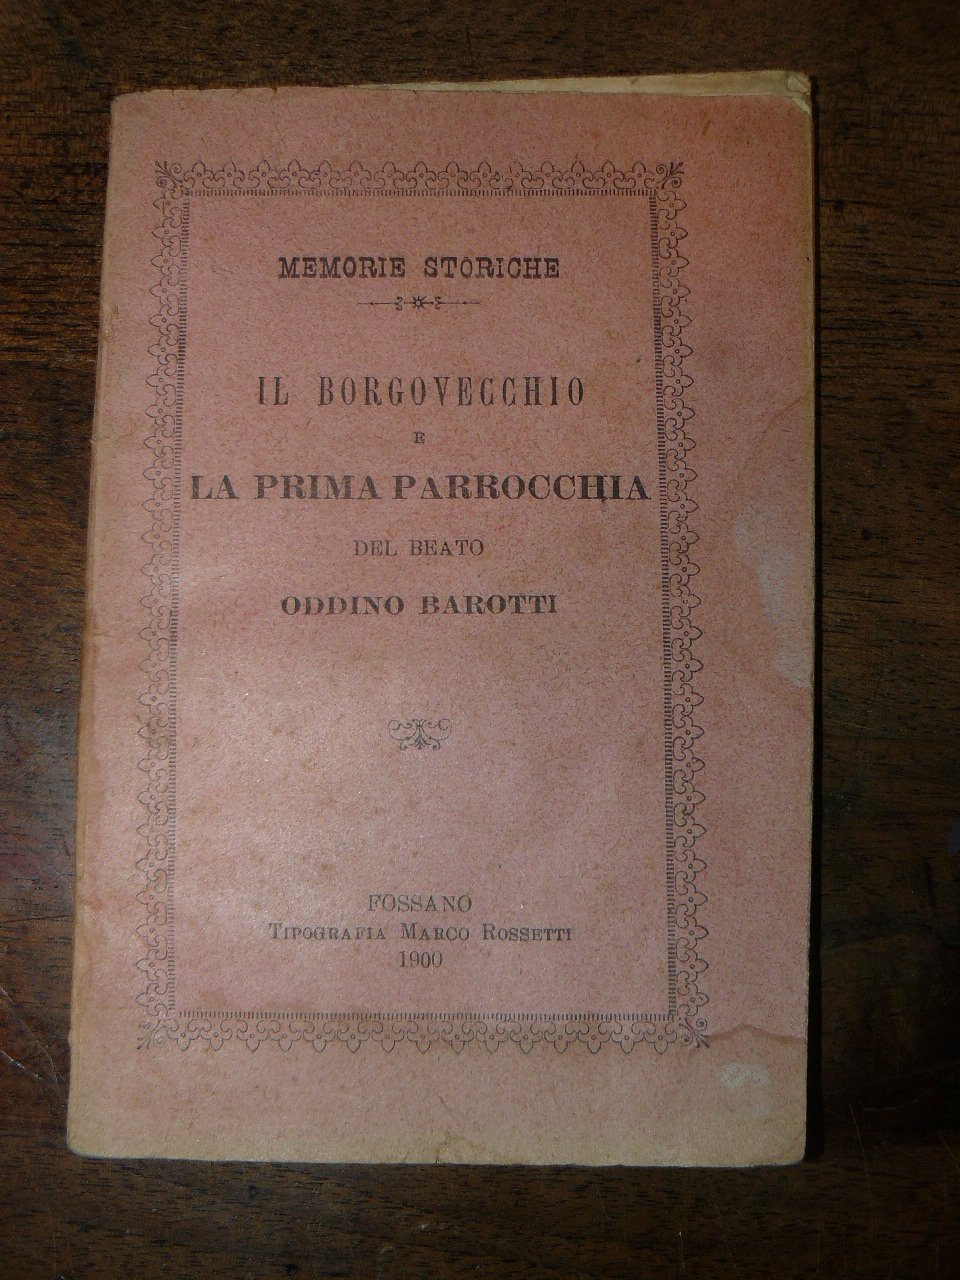 MEMORIE STORICHE
IL BORGOVECCHIO
E
LA PRIMA PARROCCHIA
DEL BEATO
ODDINO BAROTTI
FOSSANO
TIPOGRAFIA MARCO ROSSETTI
1900